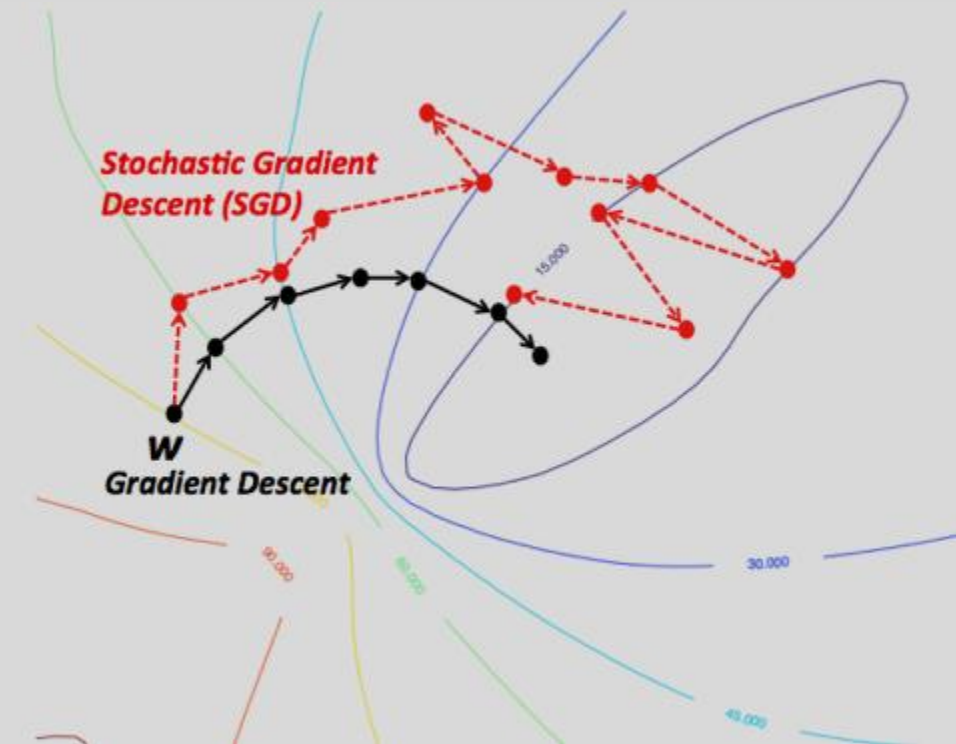 Stochastic Gradient
Descent (SGD)
15.000
W
Gradient Descent
90.000
60.000
30.000
45.000